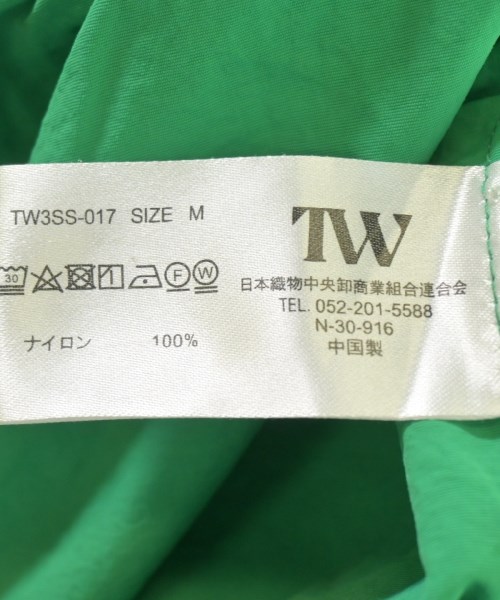 TW3SS-017 SIZE M
30 F W
ナイロン 100%
TW
日本織物中央卸商業組合連合会
TEL. 052-201-5588
N-30-916
中国製